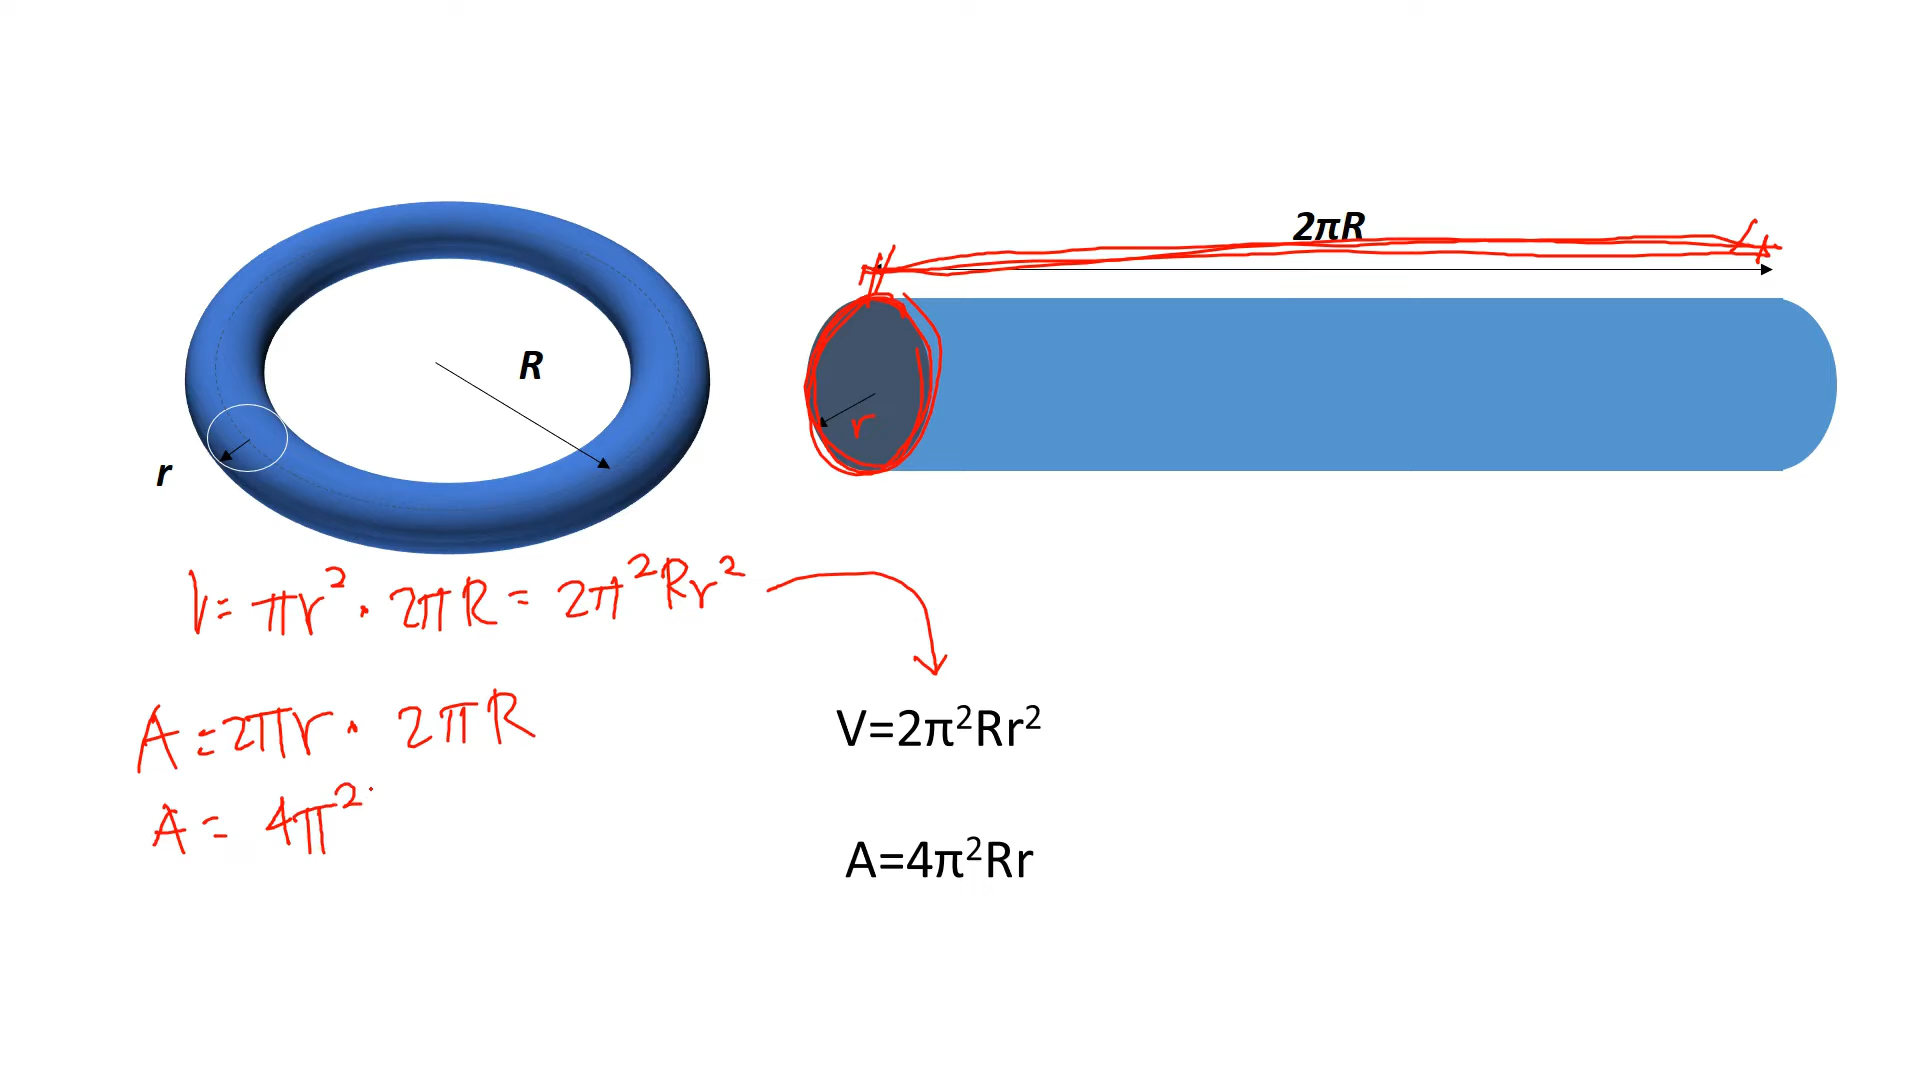 2πR
R
r
r
V= πr² · 2πR = 2π²Rr²
A = 2πr · 2πR
A = 4π²
V=2π²Rr²
A=4π²Rr